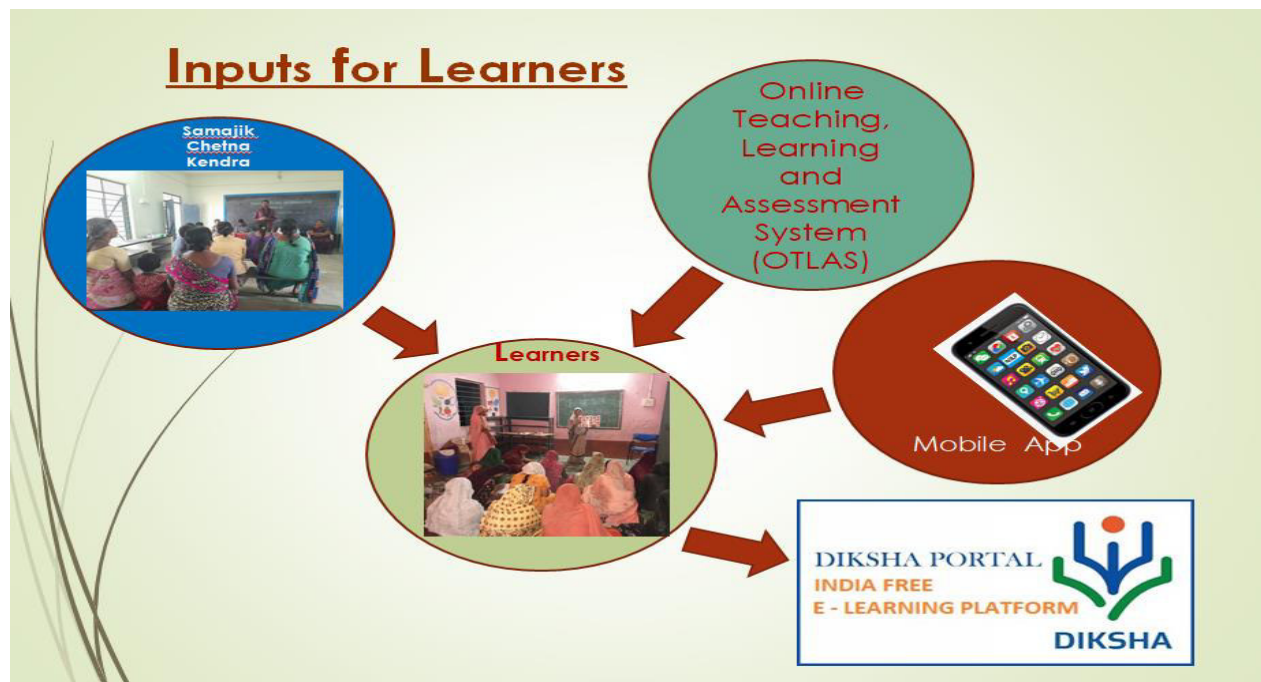 Inputs for Learners
Samajik
Chetna
Kendra
Online
Teaching,
Learning
and
Assessment
System
(OTLAS)
Learners
Mobile App
DIKSHA PORTAL
INDIA FREE
E - LEARNING PLATFORM
DIKSHA